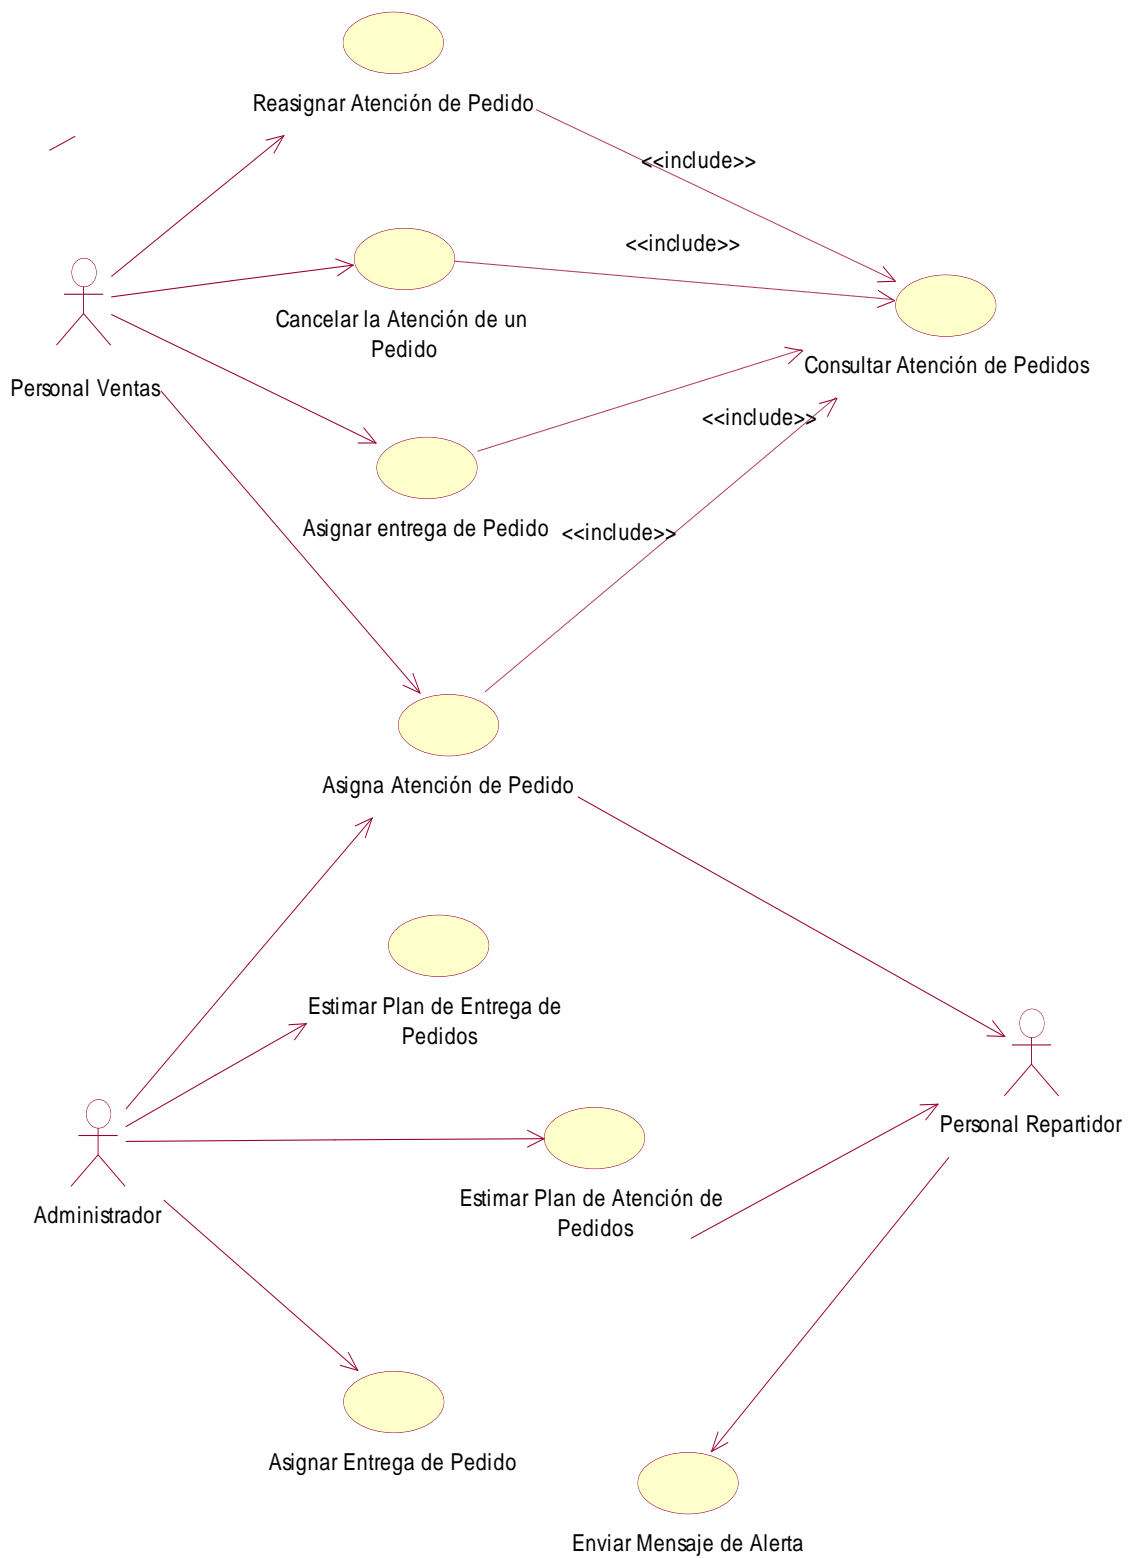 Reasignar Atención de Pedido
<<include>>
<<include>>
Cancelar la Atención de un
Pedido
Consultar Atención de Pedidos
Personal Ventas
<<include>>
Asignar entrega de Pedido
<<include>>
Asigna Atención de Pedido
Estimar Plan de Entrega de
Pedidos
Personal Repartidor
Estimar Plan de Atención de
Pedidos
Administrador
Asignar Entrega de Pedido
Enviar Mensaje de Alerta